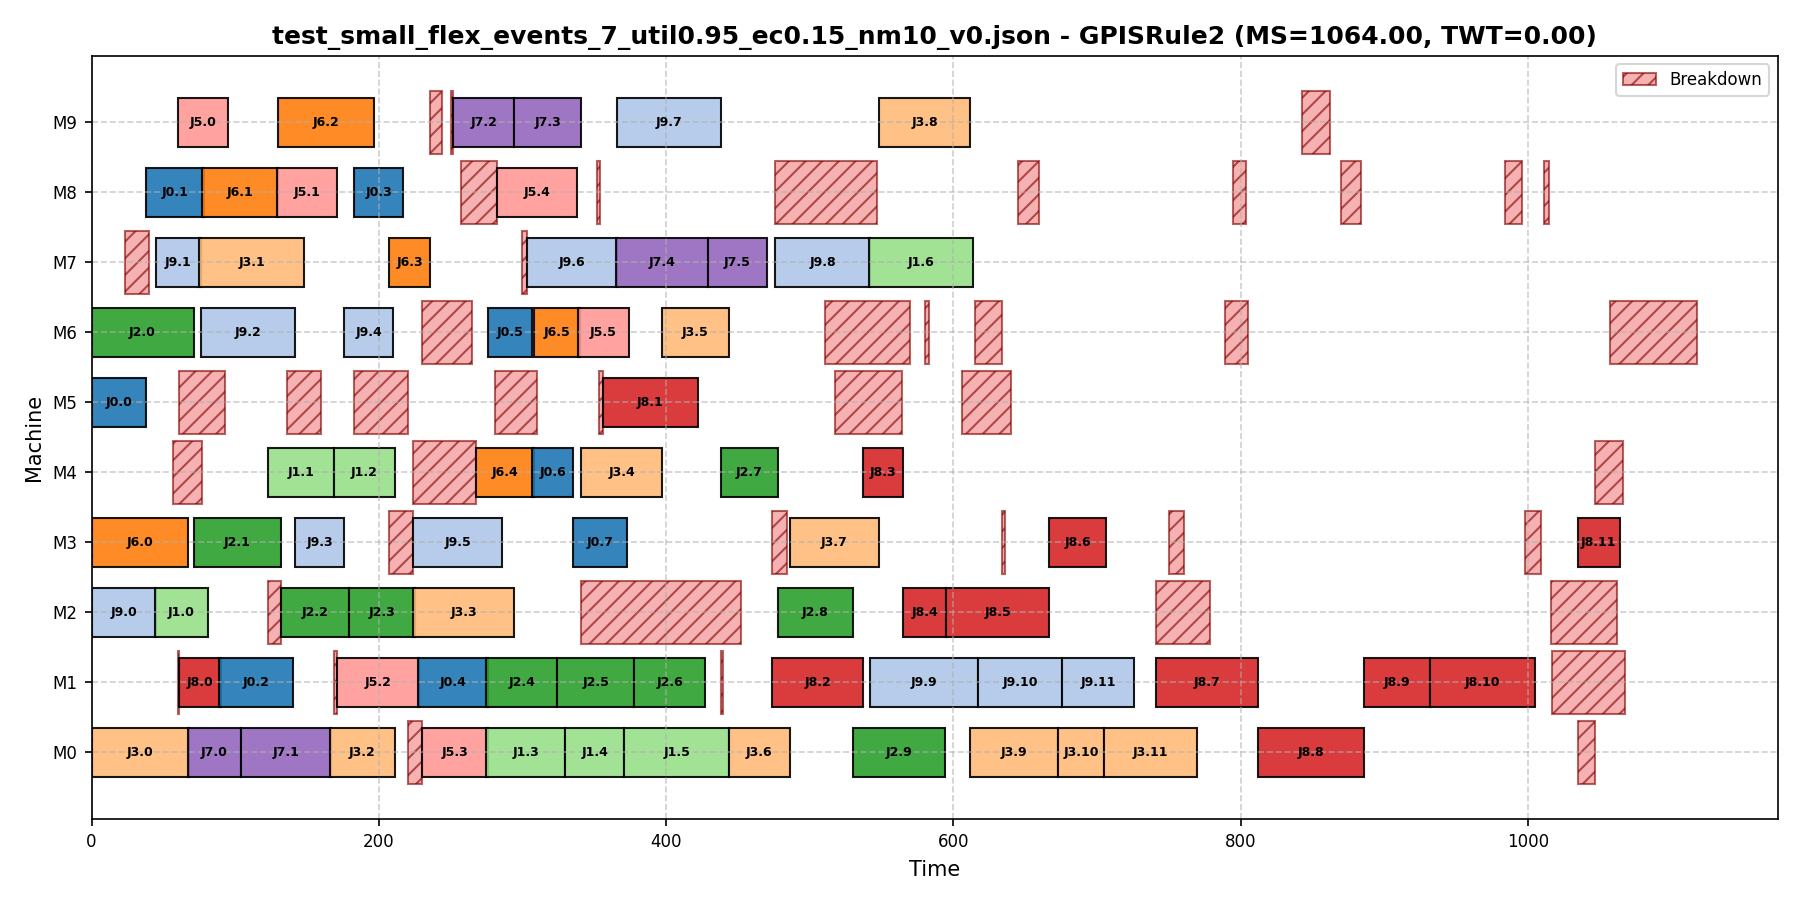 test_small_flex_events_7_util0.95_ec0.15_nm10_v0.json - GPISRule2 (MS=1064.00, TWT=0.00)
Breakdown
M9 J5.0 J6.2 J7.2 J7.3 J9.7 J3.8
M8 J0.1 J6.1 J5.1 J0.3 J5.4
M7 J9.1 J3.1 J6.3 J9.6 J7.4 J7.5 J9.8 J1.6
M6 J2.0 J9.2 J9.4 J0.5 J6.5 J5.5 J3.5
M5 J0.0 J8.1
M4 J1.1 J1.2 J6.4 J0.6 J3.4 J2.7 J8.3
M3 J6.0 J2.1 J9.3 J9.5 J0.7 J3.7 J8.6 J8.11
M2 J9.0 J1.0 J2.2 J2.3 J3.3 J2.8 J8.4 J8.5
M1 J8.0 J0.2 J5.2 J0.4 J2.4 J2.5 J2.6 J8.2 J9.9 J9.10 J9.11 J8.7 J8.9 J8.10
M0 J3.0 J7.0 J7.1 J3.2 J5.3 J1.3 J1.4 J1.5 J3.6 J2.9 J3.9 J3.10 J3.11 J8.8
Machine
0 200 400 600 800 1000
Time